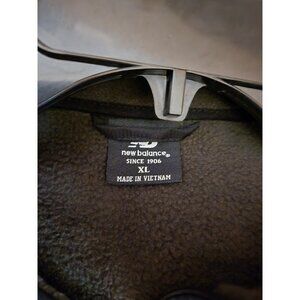 new balance®
SINCE 1906
XL
MADE IN VIETNAM